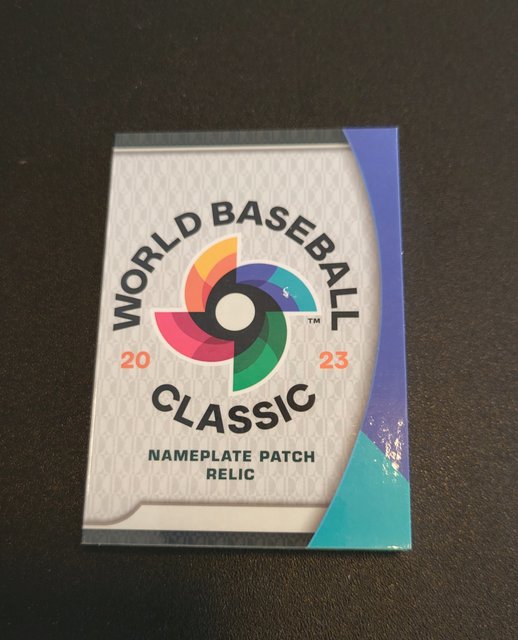 WORLD BASEBALL
™
20 23
CLASSIC
NAMEPLATE PATCH
RELIC